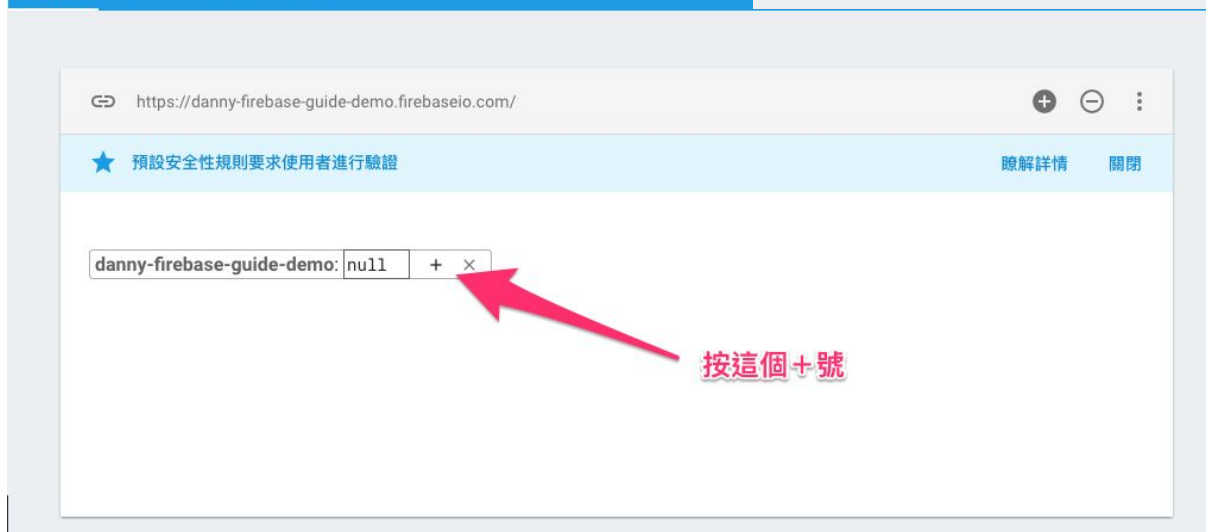 https://danny-firebase-guide-demo.firebaseio.com/
預設安全性規則要求使用者進行驗證 瞭解詳情 關閉
danny-firebase-guide-demo: null + ×
按這個＋號